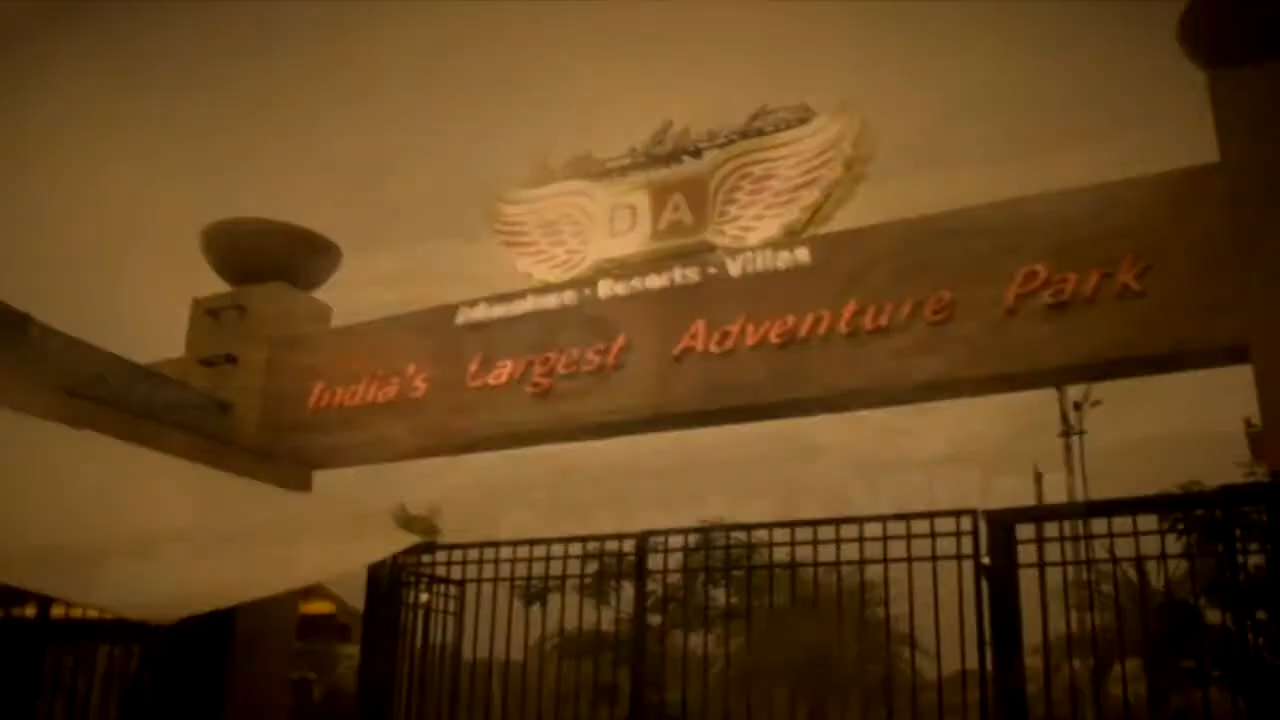 DA
Adventure • Resorts • Villas
India's Largest Adventure Park